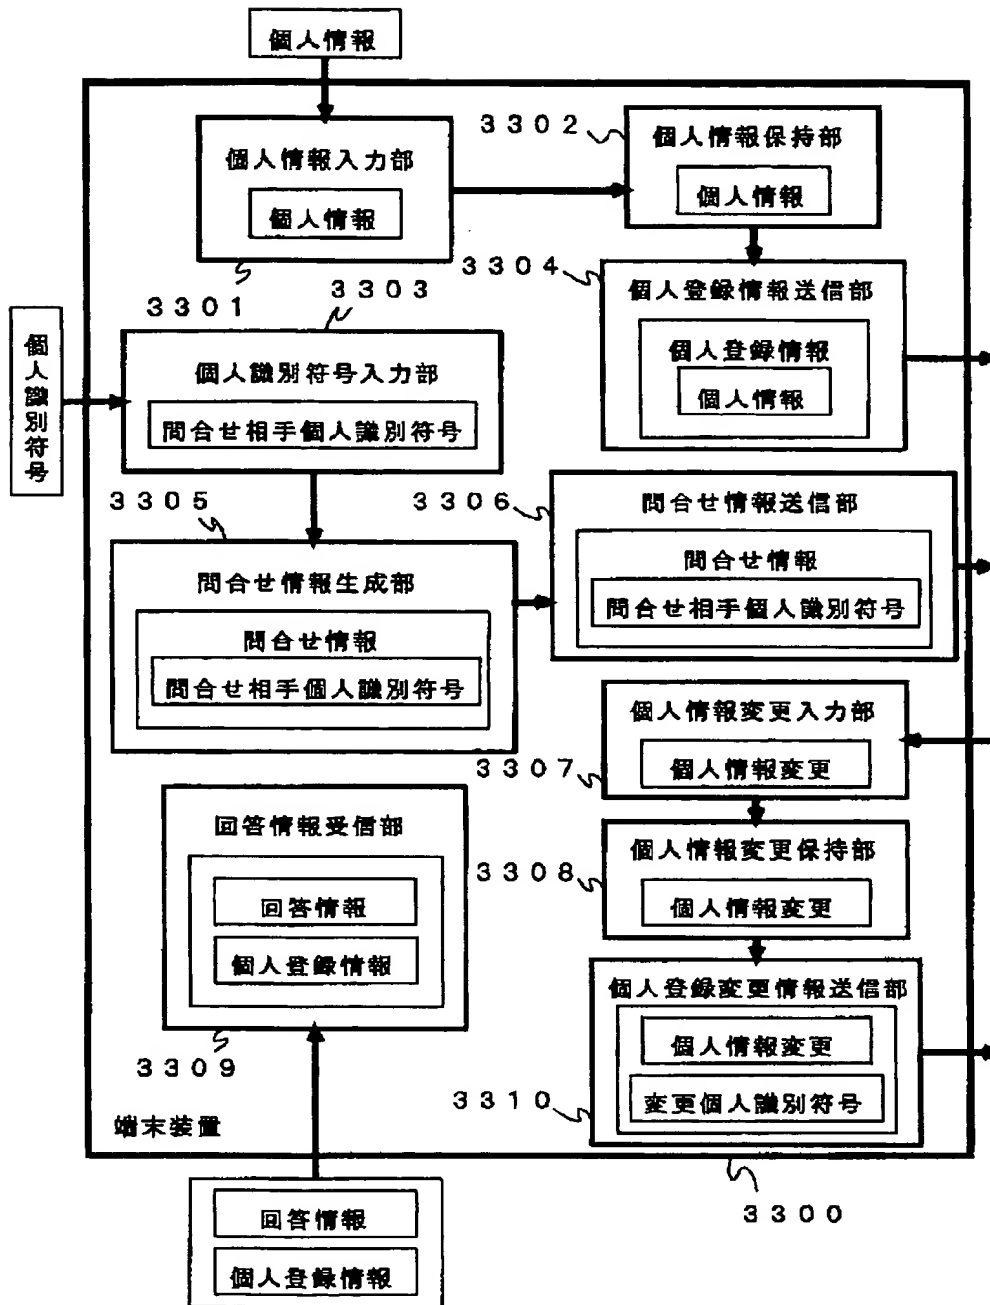 個人情報
3302
個人情報保持部
個人情報
個人情報入力部
個人情報
3301
3303
3304
個人登録情報送信部
個人登録情報
個人情報
個人識別符号
個人識別符号入力部
問合せ相手個人識別符号
3305
3306
問合せ情報送信部
問合せ情報
問合せ相手個人識別符号
問合せ情報生成部
問合せ情報
問合せ相手個人識別符号
個人情報変更入力部
個人情報変更
3307
回答情報受信部
回答情報
個人登録情報
3309
個人情報変更保持部
3308
個人情報変更
個人登録変更情報送信部
個人情報変更
変更個人識別符号
3310
端末装置
3300
回答情報
個人登録情報